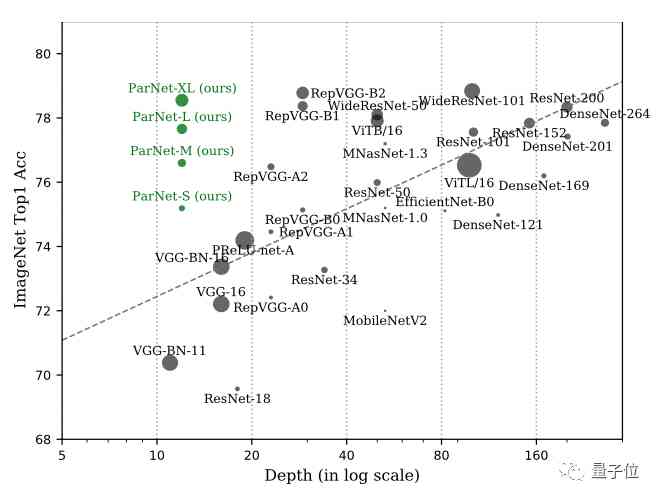 80
78
76
74
72
70
68
ImageNet Top1 Acc
ParNet-XL (ours)
RepVGG-B2
WideResNet-101
ResNet-200
RepVGG-B1
WideResNet-50
DenseNet-264
ParNet-L (ours)
ViTB/16
ResNet-152
ResNet-101
DenseNet-201
ParNet-M (ours)
MNasNet-1.3
RepVGG-A2
ViTL/16
DenseNet-169
ParNet-S (ours)
ResNet-50
EfficientNet-B0
RepVGG-B0
MNasNet-1.0
DenseNet-121
RepVGG-A1
PReLU-net-A
VGG-BN-16
ResNet-34
VGG-16
RepVGG-A0
MobileNetV2
VGG-BN-11
ResNet-18
5
10
20
40
80
160
Depth (in log scale)
量子位